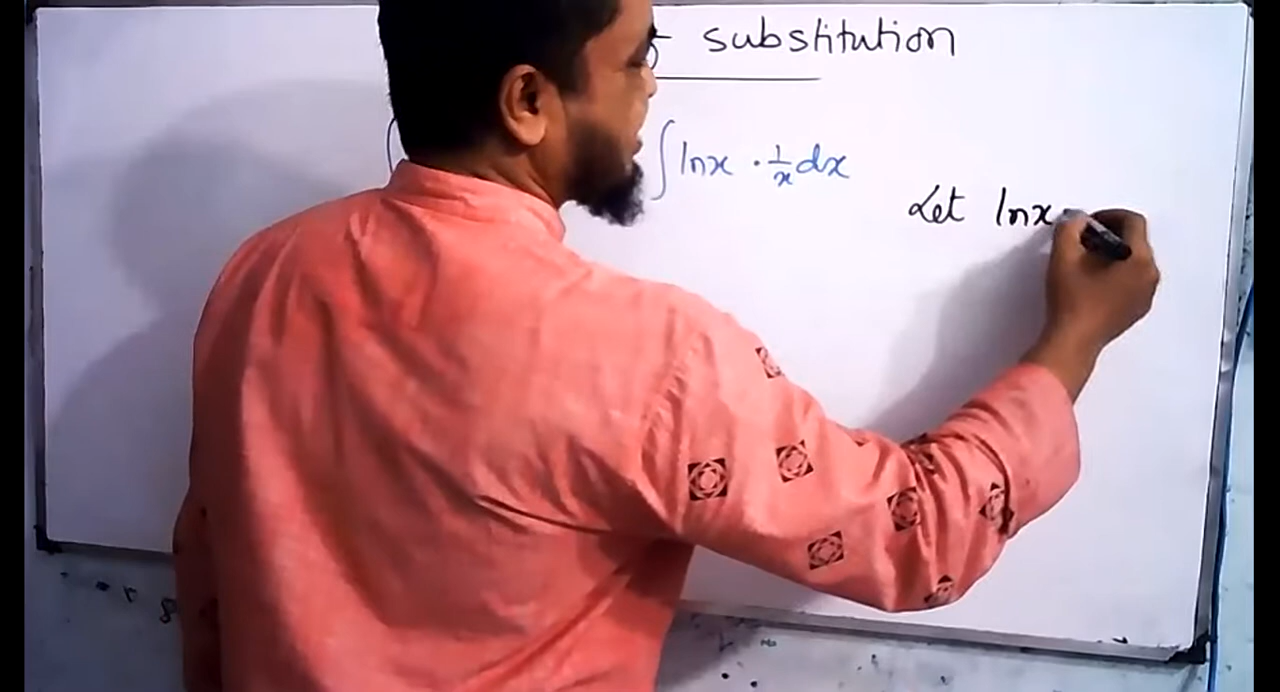 substitution
∫ ∫ lnx · 1/x dx
Let lnx